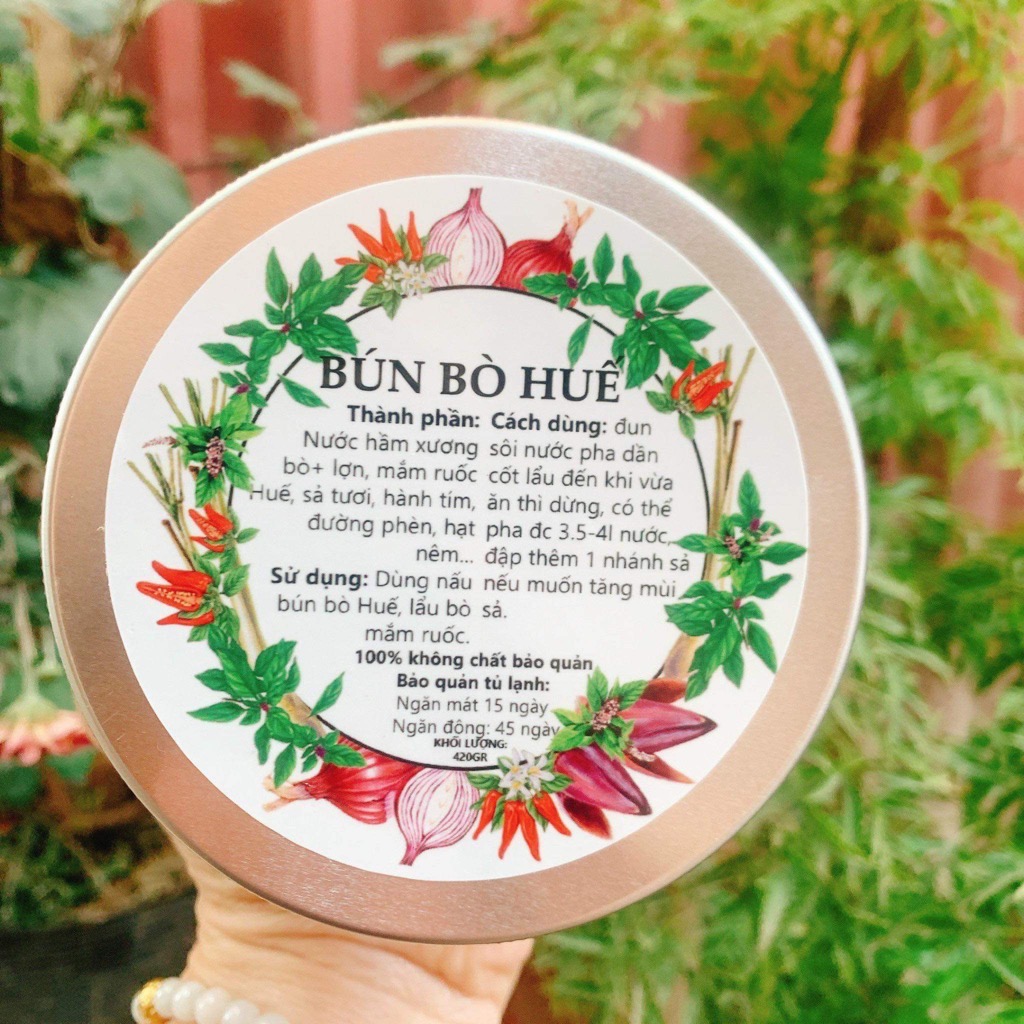 BÚN BÒ HUẾ
Thành phần:
Nước hầm xương
bò+ lợn, mắm ruốc
Huế, sả tươi, hành tím,
đường phèn, hạt
nêm...
Sử dụng: Dùng nấu
bún bò Huế, lẩu bò
mắm ruốc.
Cách dùng: đun
sôi nước pha dần
cốt lẩu đến khi vừa
ăn thì dừng, có thể
pha đc 3.5-4l nước,
đập thêm 1 nhánh sả
nếu muốn tăng mùi
sả.
100% không chất bảo quản
Bảo quản tủ lạnh:
Ngăn mát 15 ngày
Ngăn động: 45 ngày
KHỐI LƯỢNG:
420GR